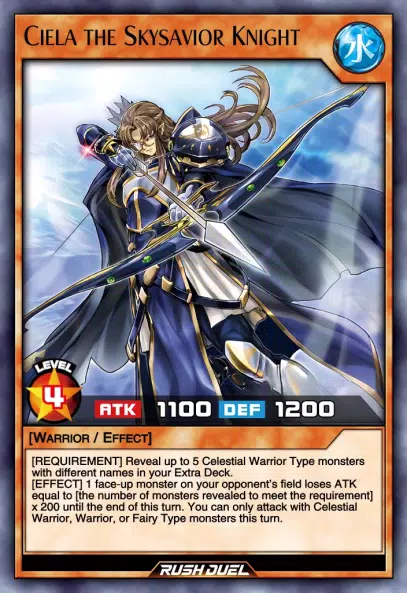 CIELA THE SKYSAVIOR KNIGHT
水
LEVEL
4
ATK 1100 DEF 1200
[WARRIOR / EFFECT]
[REQUIREMENT] Reveal up to 5 Celestial Warrior Type monsters
with different names in your Extra Deck.
[EFFECT] 1 face-up monster on your opponent's field loses ATK
equal to [the number of monsters revealed to meet the requirement]
x 200 until the end of this turn. You can only attack with Celestial
Warrior, Warrior, or Fairy Type monsters this turn.
RUSH DUEL